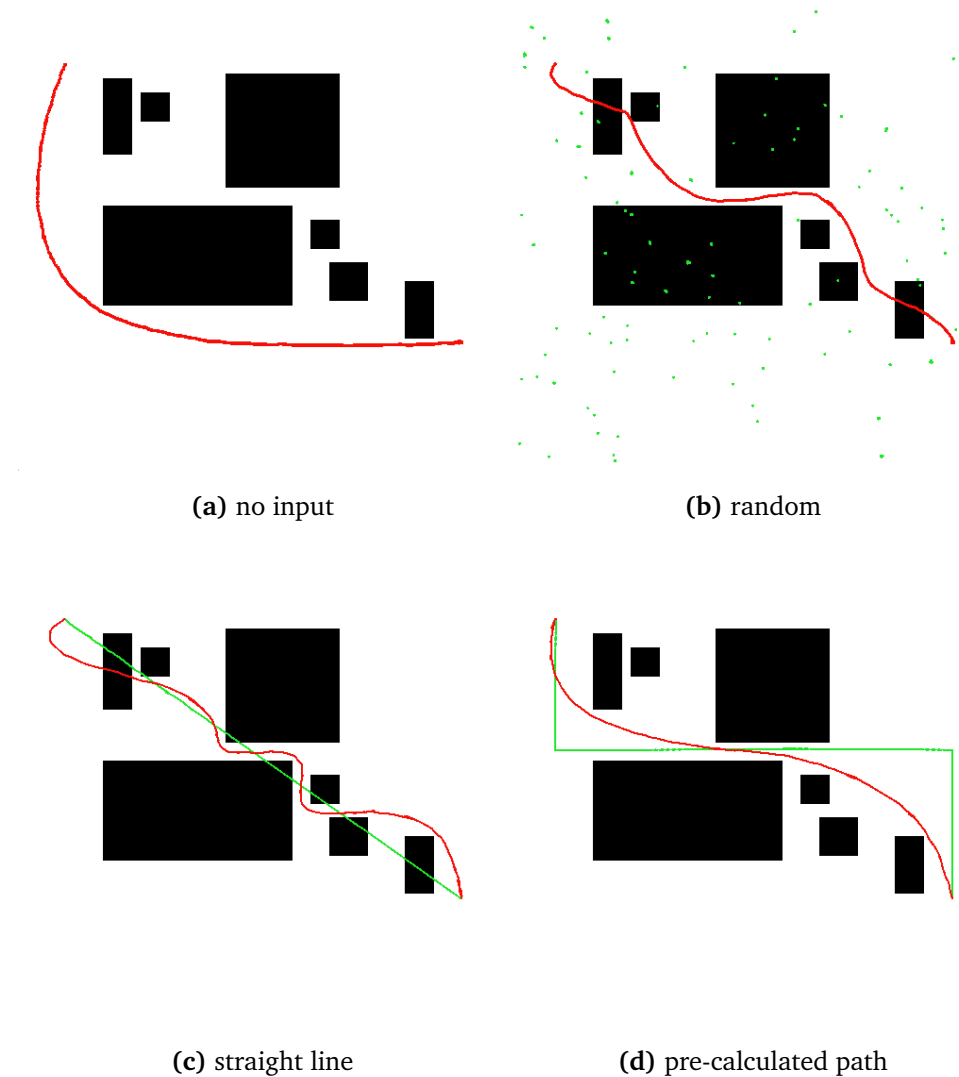 (a) no input
(b) random
(c) straight line
(d) pre-calculated path